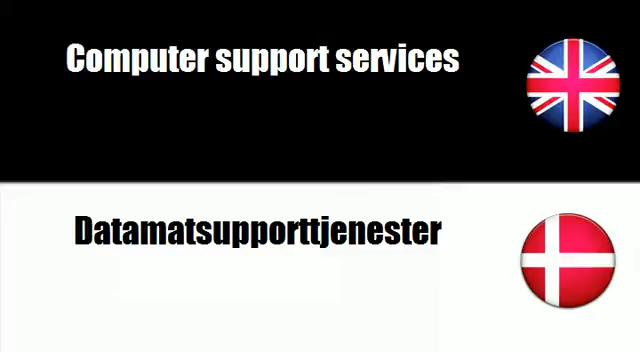 Computer support services
Datamatsupporttjenester